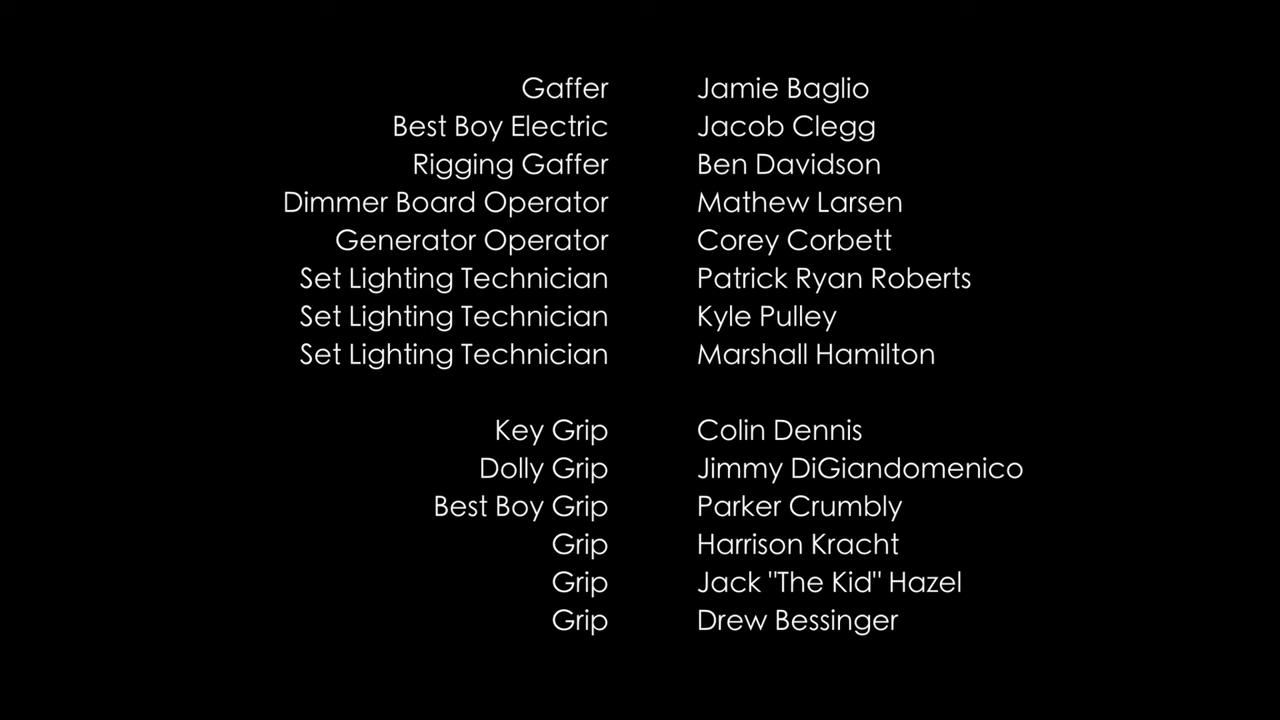 Gaffer Jamie Baglio
Best Boy Electric Jacob Clegg
Rigging Gaffer Ben Davidson
Dimmer Board Operator Mathew Larsen
Generator Operator Corey Corbett
Set Lighting Technician Patrick Ryan Roberts
Set Lighting Technician Kyle Pulley
Set Lighting Technician Marshall Hamilton
Key Grip Colin Dennis
Dolly Grip Jimmy DiGiandomenico
Best Boy Grip Parker Crumbly
Grip Harrison Kracht
Grip Jack "The Kid" Hazel
Grip Drew Bessinger